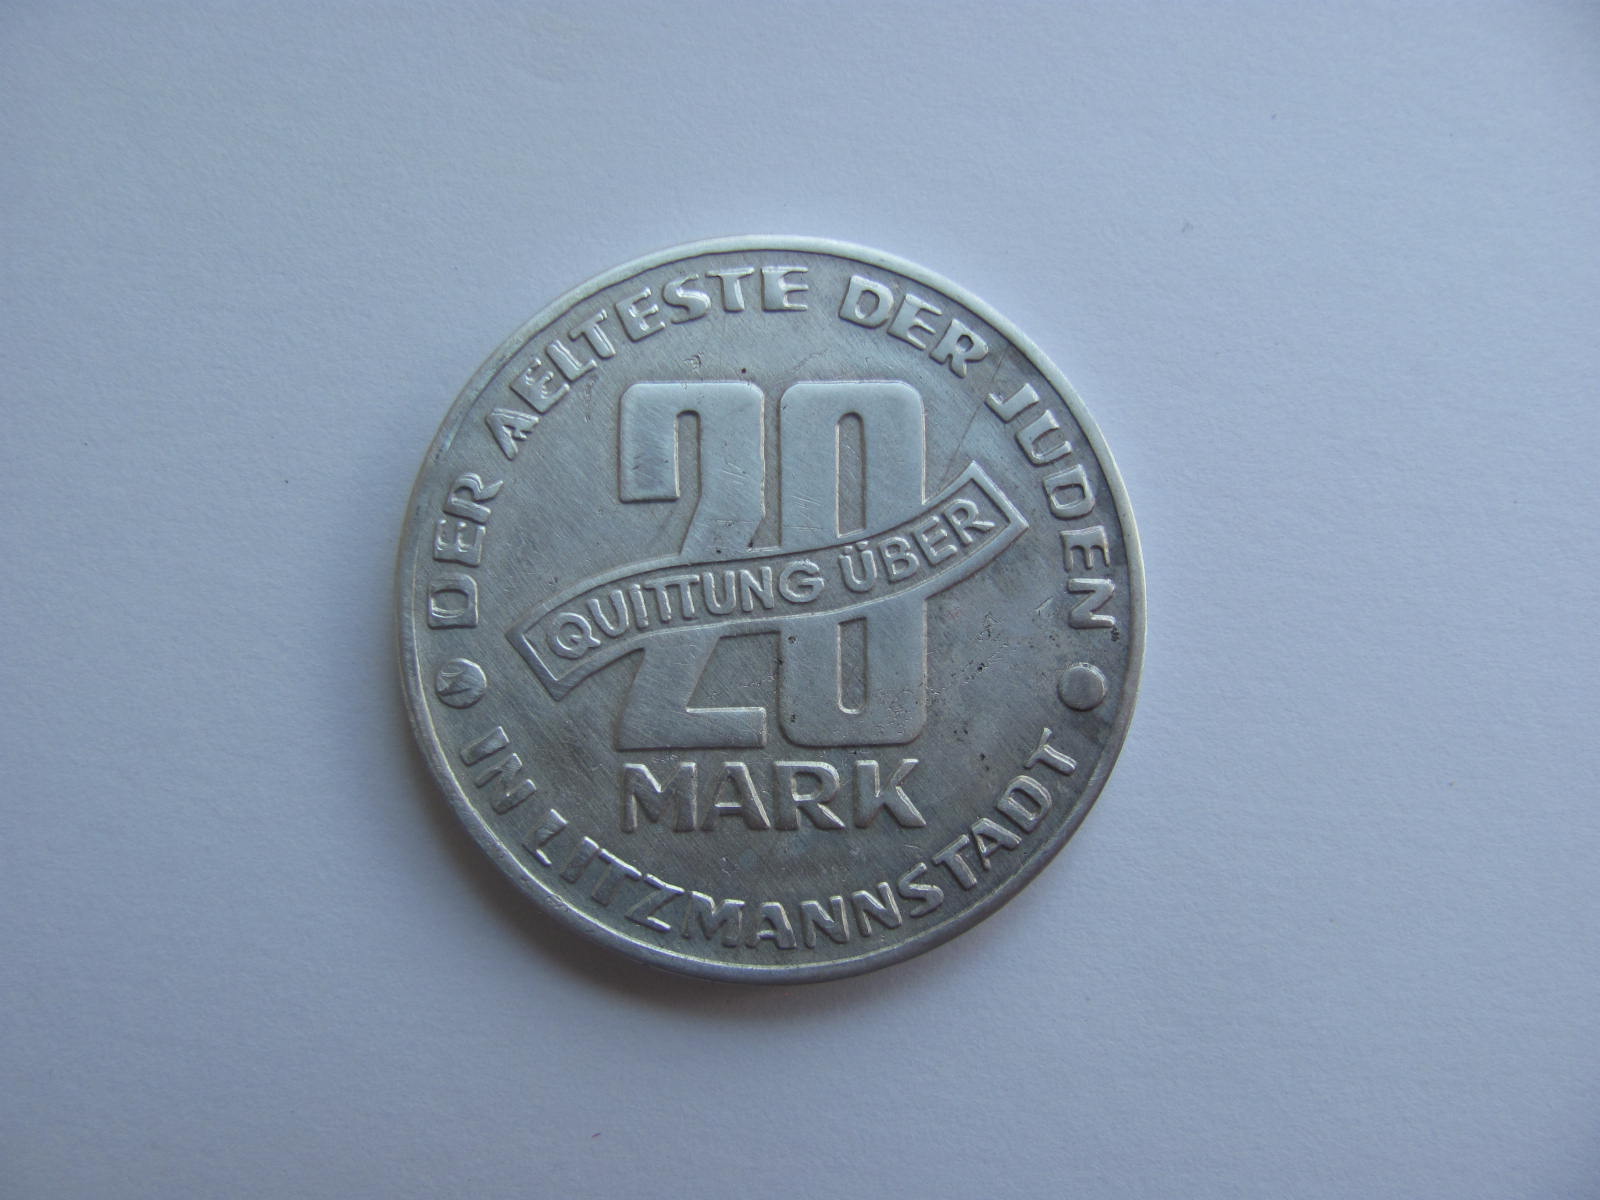 DER AELTESTE DER JUDEN
20
QUITTUNG ÜBER
MARK
IN LITZMANNSTADT